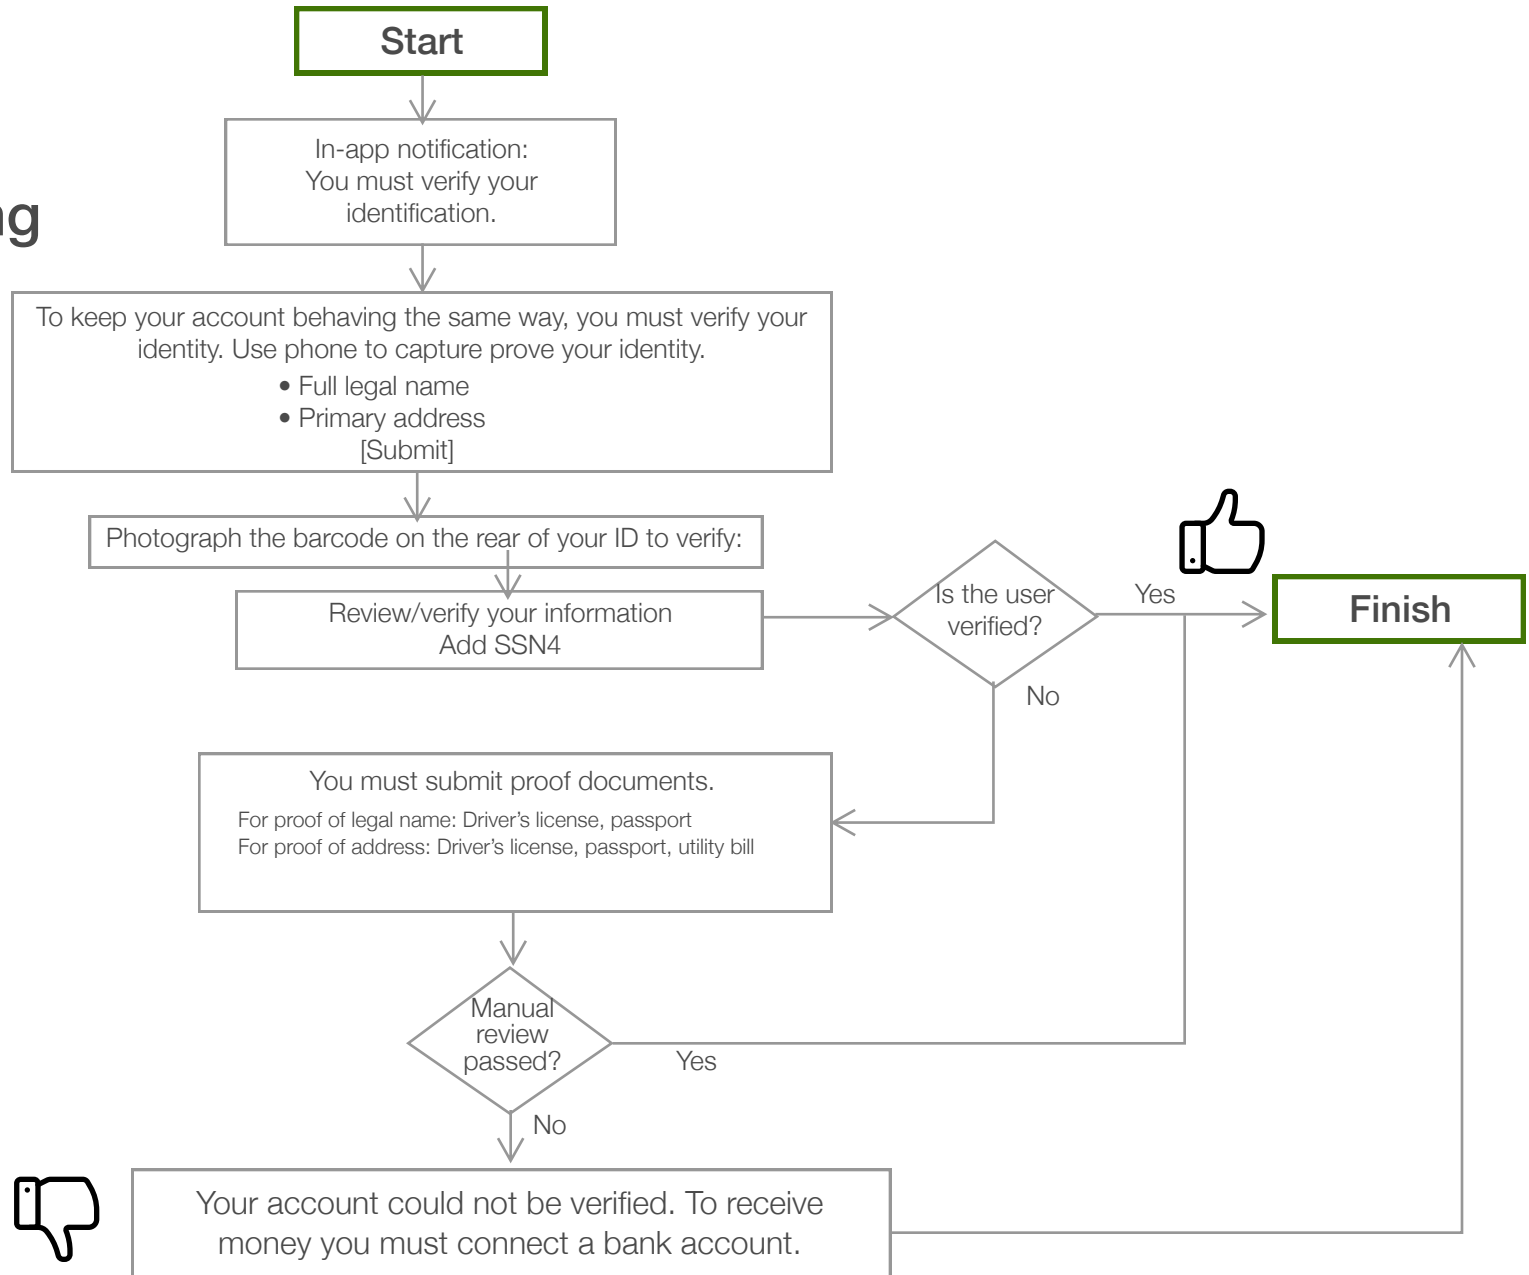 Start
In-app notification:
You must verify your
identification.
To keep your account behaving the same way, you must verify your
identity. Use phone to capture prove your identity.
• Full legal name
• Primary address
[Submit]
Photograph the barcode on the rear of your ID to verify:
Review/verify your information
Add SSN4
Is the user
verified?
Yes
Finish
No
You must submit proof documents.
For proof of legal name: Driver’s license, passport
For proof of address: Driver’s license, passport, utility bill
Manual
review
passed?
Yes
No
Your account could not be verified. To receive
money you must connect a bank account.